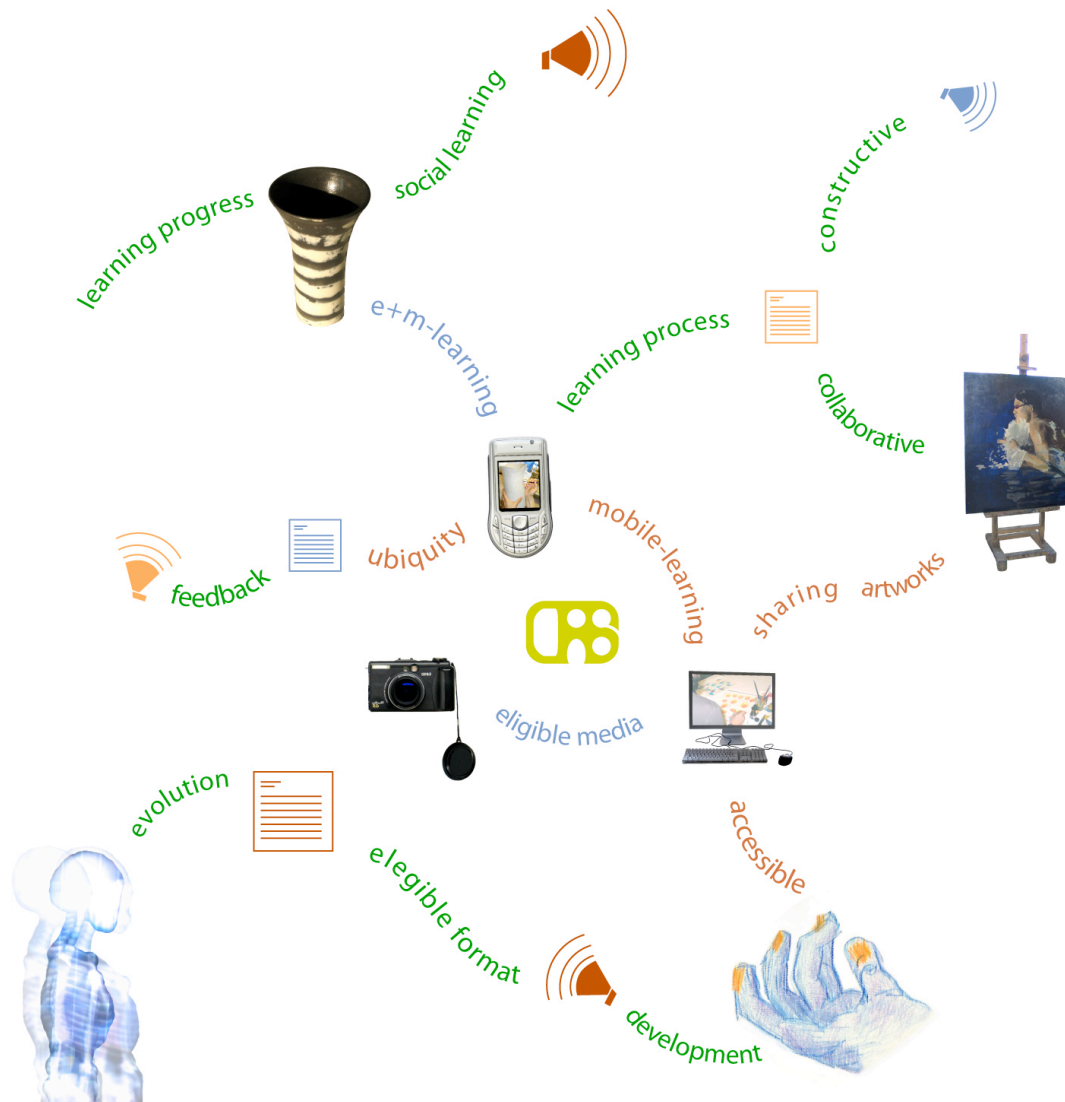 social learning
constructive
learning progress
e+m-learning
learning process
collaborative
mobile-learning
ubiquity
feedback
sharing artworks
eligible media
evolution
accessible
elegible format
development